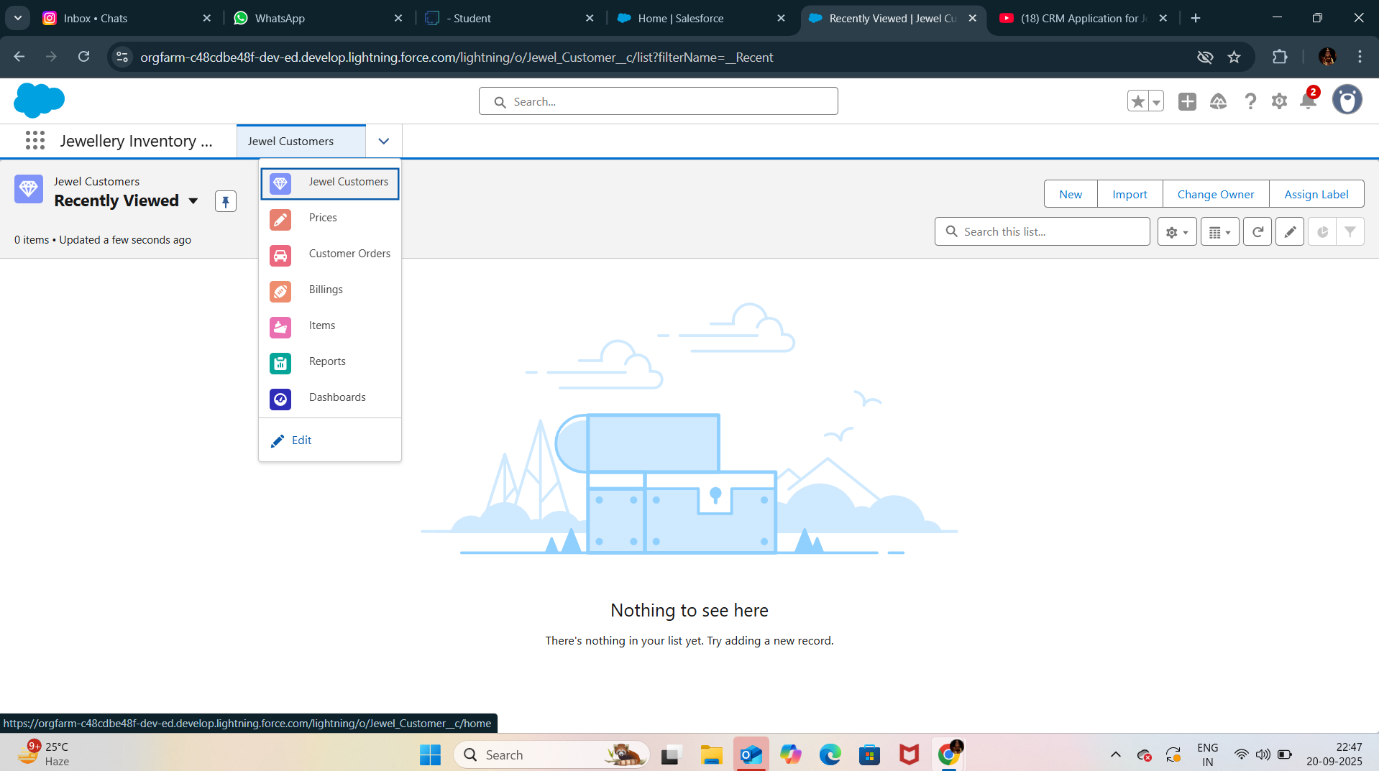 Inbox • Chats
WhatsApp
- Student
Home | Salesforce
Recently Viewed | Jewel Cu
(18) CRM Application for J
orgfarm-c48cdbe48f-dev-ed.develop.lightning.force.com/lightning/o/Jewel_Customer__c/list?filterName=__Recent
Search...
2
Jewellery Inventory ...
Jewel Customers
Jewel Customers
Recently Viewed
0 items • Updated a few seconds ago
New
Import
Change Owner
Assign Label
Search this list...
Jewel Customers
Prices
Customer Orders
Billings
Items
Reports
Dashboards
Edit
Nothing to see here
There's nothing in your list yet. Try adding a new record.
https://orgfarm-c48cdbe48f-dev-ed.develop.lightning.force.com/lightning/o/Jewel_Customer__c/home
9+
25°C
Haze
Search
ENG
IN
22:47
20-09-2025